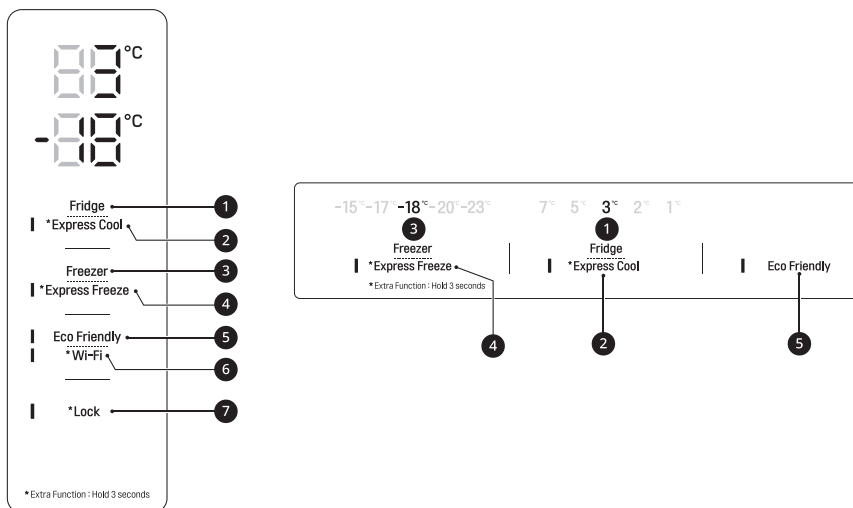 3 °C
-18 °C
Fridge 1
*Express Cool 2
Freezer 3
*Express Freeze 4
Eco Friendly 5
*Wi-Fi 6
*Lock 7
*Extra Function : Hold 3 seconds
-15°C -17°C -18°C -20°C -23°C 7°C 5°C 3°C 2°C 1°C
3 1
Freezer Fridge
*Express Freeze *Express Cool Eco Friendly
*Extra Function : Hold 3 seconds
4 2 5